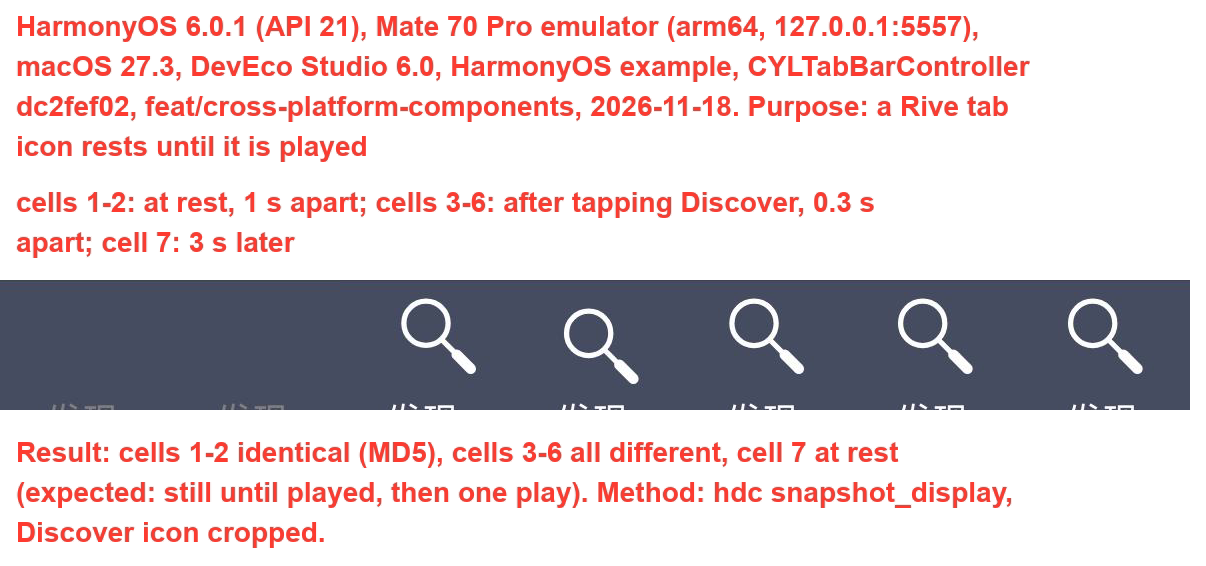 HarmonyOS 6.0.1 (API 21), Mate 70 Pro emulator (arm64, 127.0.0.1:5557),
macOS 27.3, DevEco Studio 6.0, HarmonyOS example, CYLTabBarController
dc2fef02, feat/cross-platform-components, 2026-11-18. Purpose: a Rive tab
icon rests until it is played
cells 1-2: at rest, 1 s apart; cells 3-6: after tapping Discover, 0.3 s
apart; cell 7: 3 s later
Result: cells 1-2 identical (MD5), cells 3-6 all different, cell 7 at rest
(expected: still until played, then one play). Method: hdc snapshot_display,
Discover icon cropped.